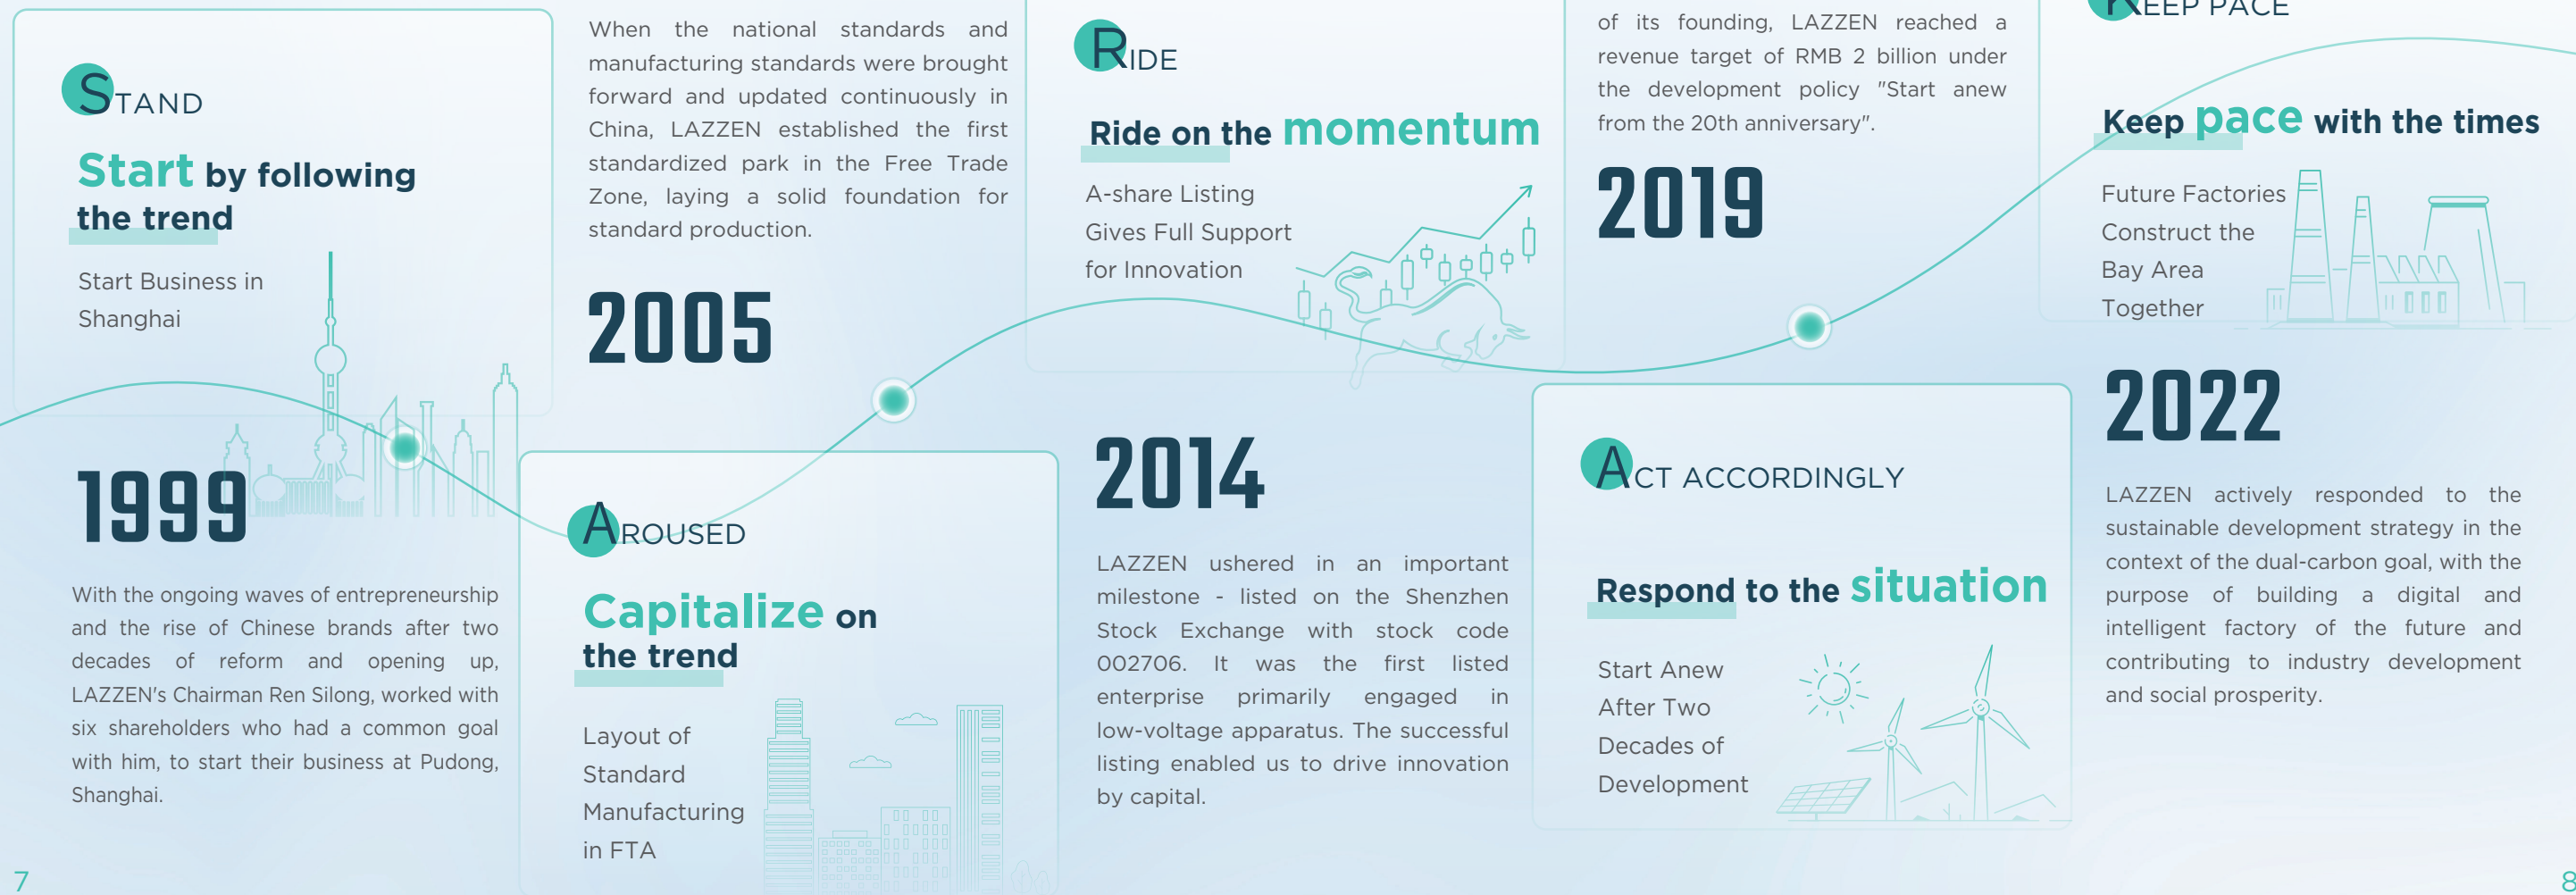 STAND
Start by following
the trend
Start Business in
Shanghai
1999
With the ongoing waves of entrepreneurship
and the rise of Chinese brands after two
decades of reform and opening up,
LAZZEN's Chairman Ren Silong, worked with
six shareholders who had a common goal
with him, to start their business at Pudong,
Shanghai.
7
When the national standards and
manufacturing standards were brought
forward and updated continuously in
China, LAZZEN established the first
standardized park in the Free Trade
Zone, laying a solid foundation for
standard production.
2005
AROUSED
Capitalize on
the trend
Layout of
Standard
Manufacturing
in FTA
RIDE
Ride on the momentum
A-share Listing
Gives Full Support
for Innovation
2014
LAZZEN ushered in an important
milestone - listed on the Shenzhen
Stock Exchange with stock code
002706. It was the first listed
enterprise primarily engaged in
low-voltage apparatus. The successful
listing enabled us to drive innovation
by capital.
of its founding, LAZZEN reached a
revenue target of RMB 2 billion under
the development policy "Start anew
from the 20th anniversary".
2019
ACT ACCORDINGLY
Respond to the situation
Start Anew
After Two
Decades of
Development
KEEP PACE
Keep pace with the times
Future Factories
Construct the
Bay Area
Together
2022
LAZZEN actively responded to the
sustainable development strategy in the
context of the dual-carbon goal, with the
purpose of building a digital and
intelligent factory of the future and
contributing to industry development
and social prosperity.
8